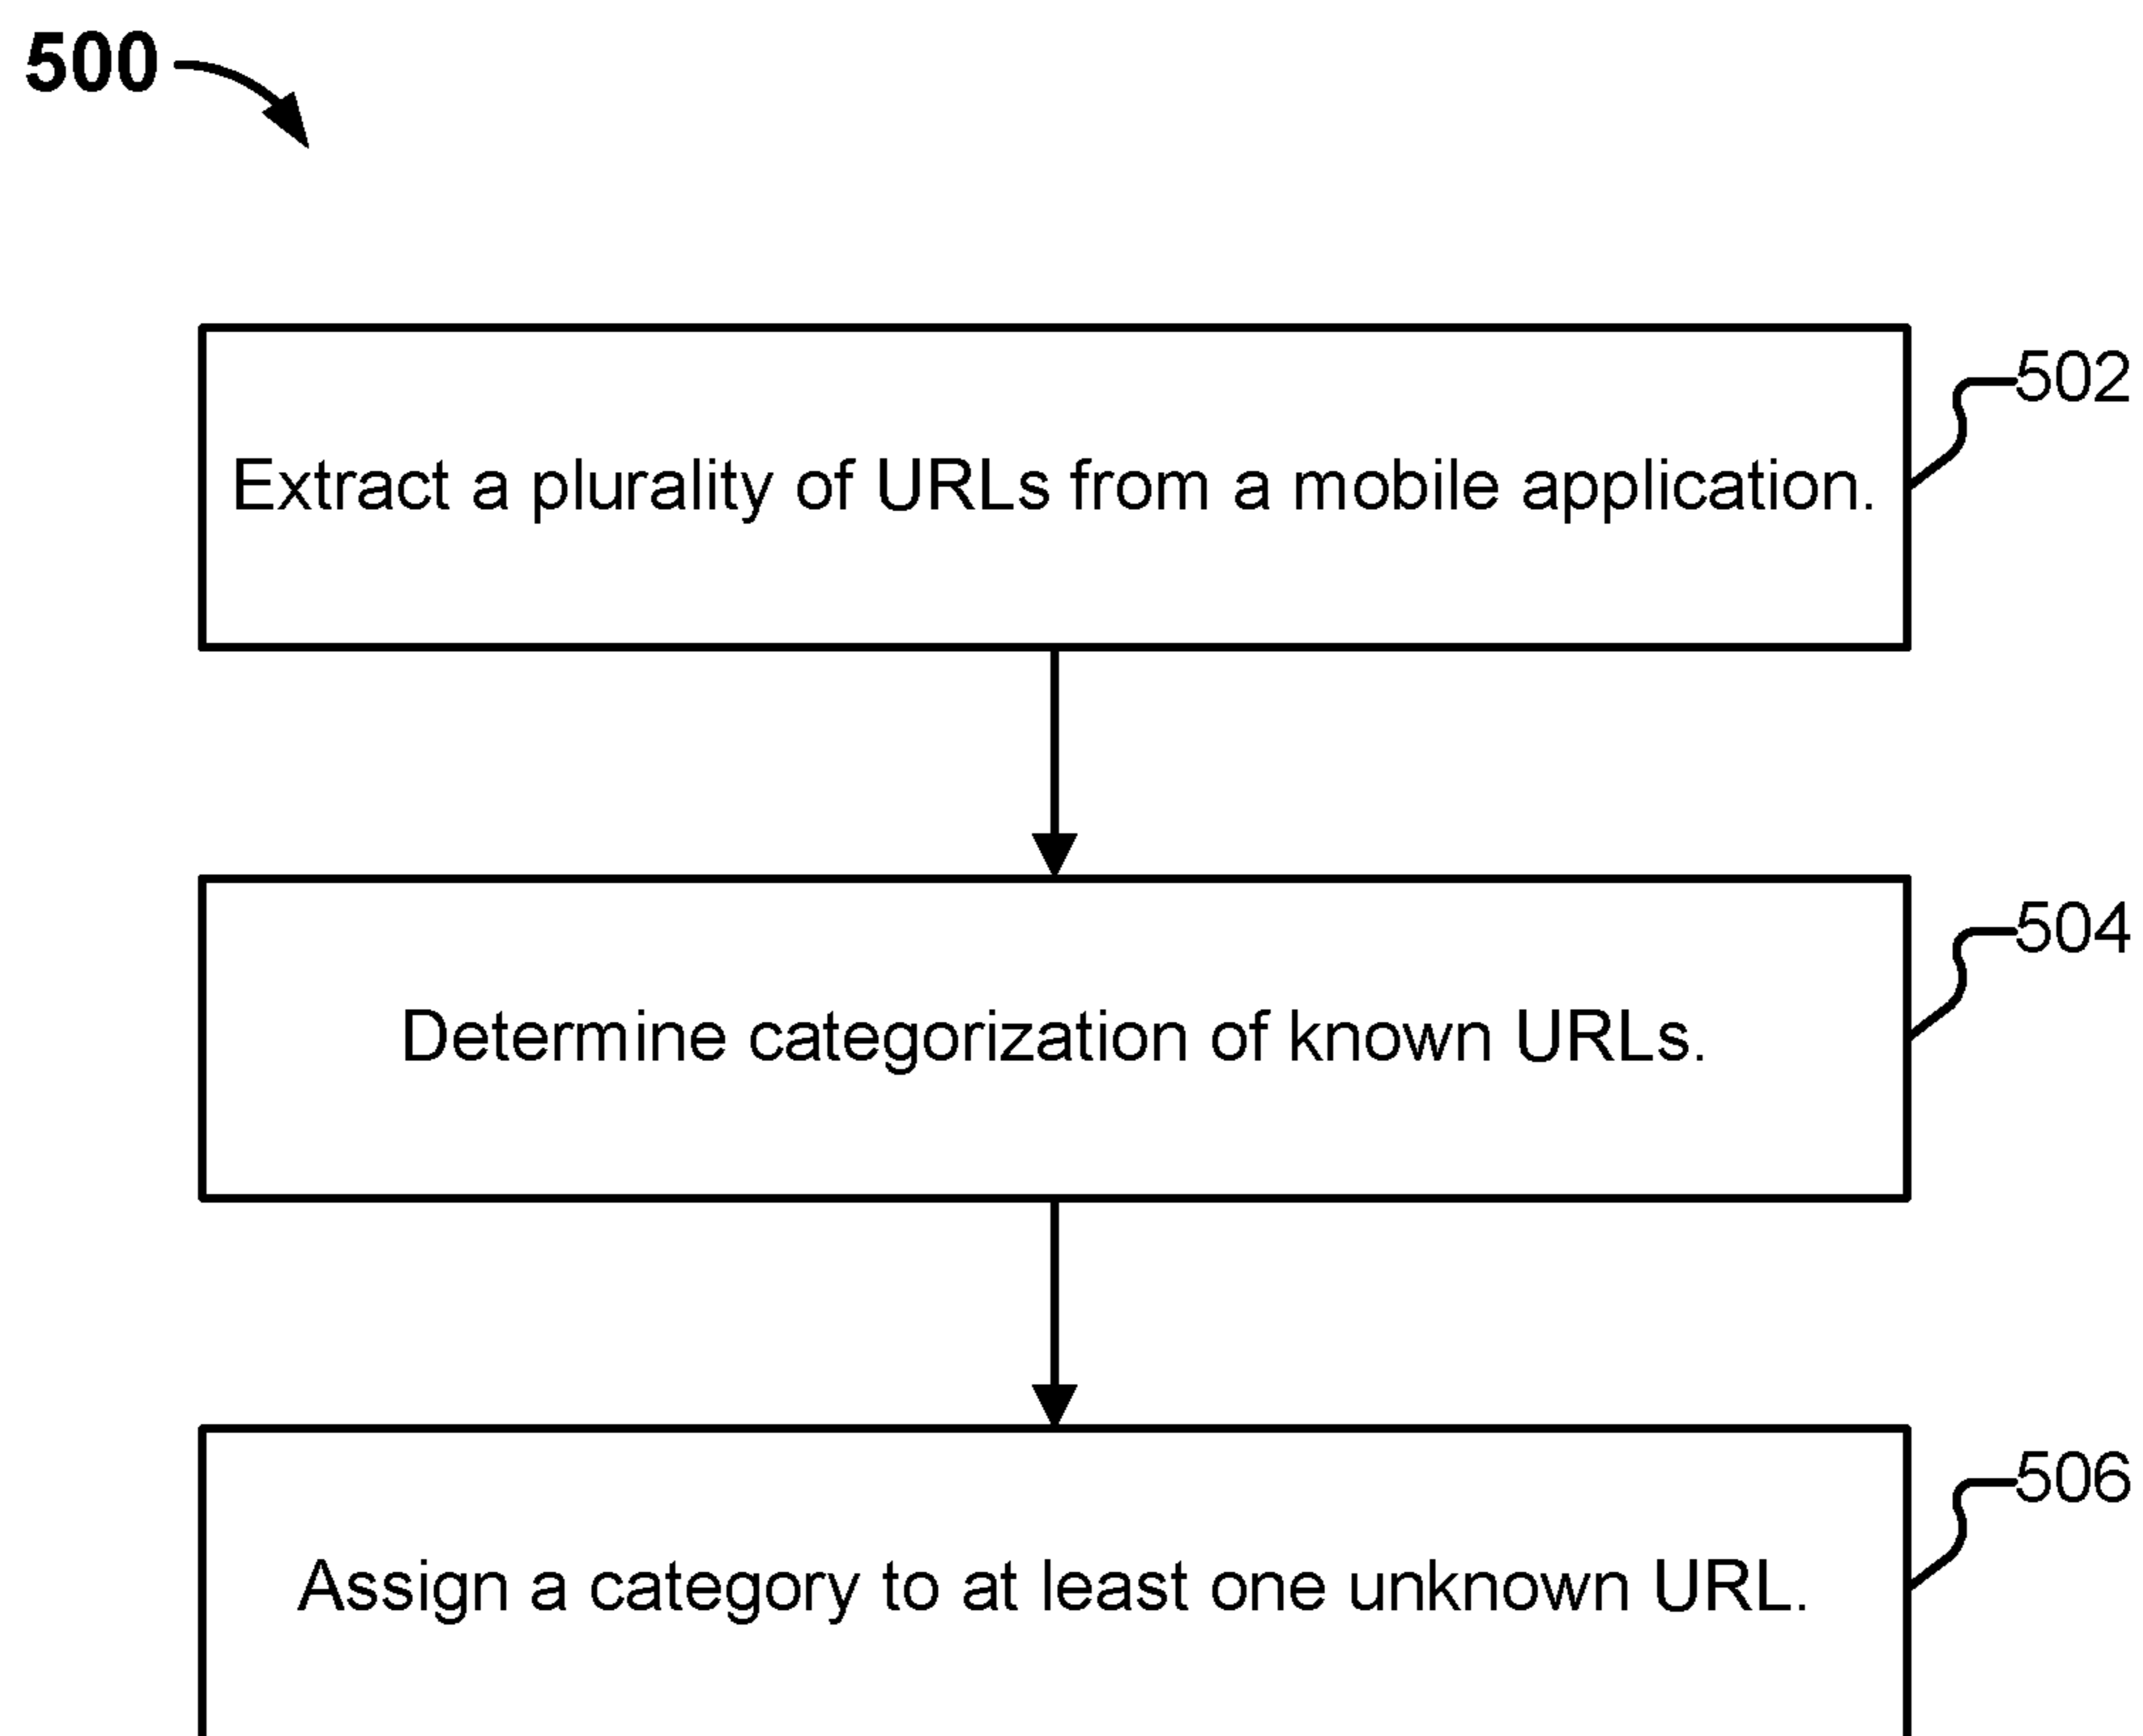 500
502
Extract a plurality of URLs from a mobile application.
504
Determine categorization of known URLs.
506
Assign a category to at least one unknown URL.